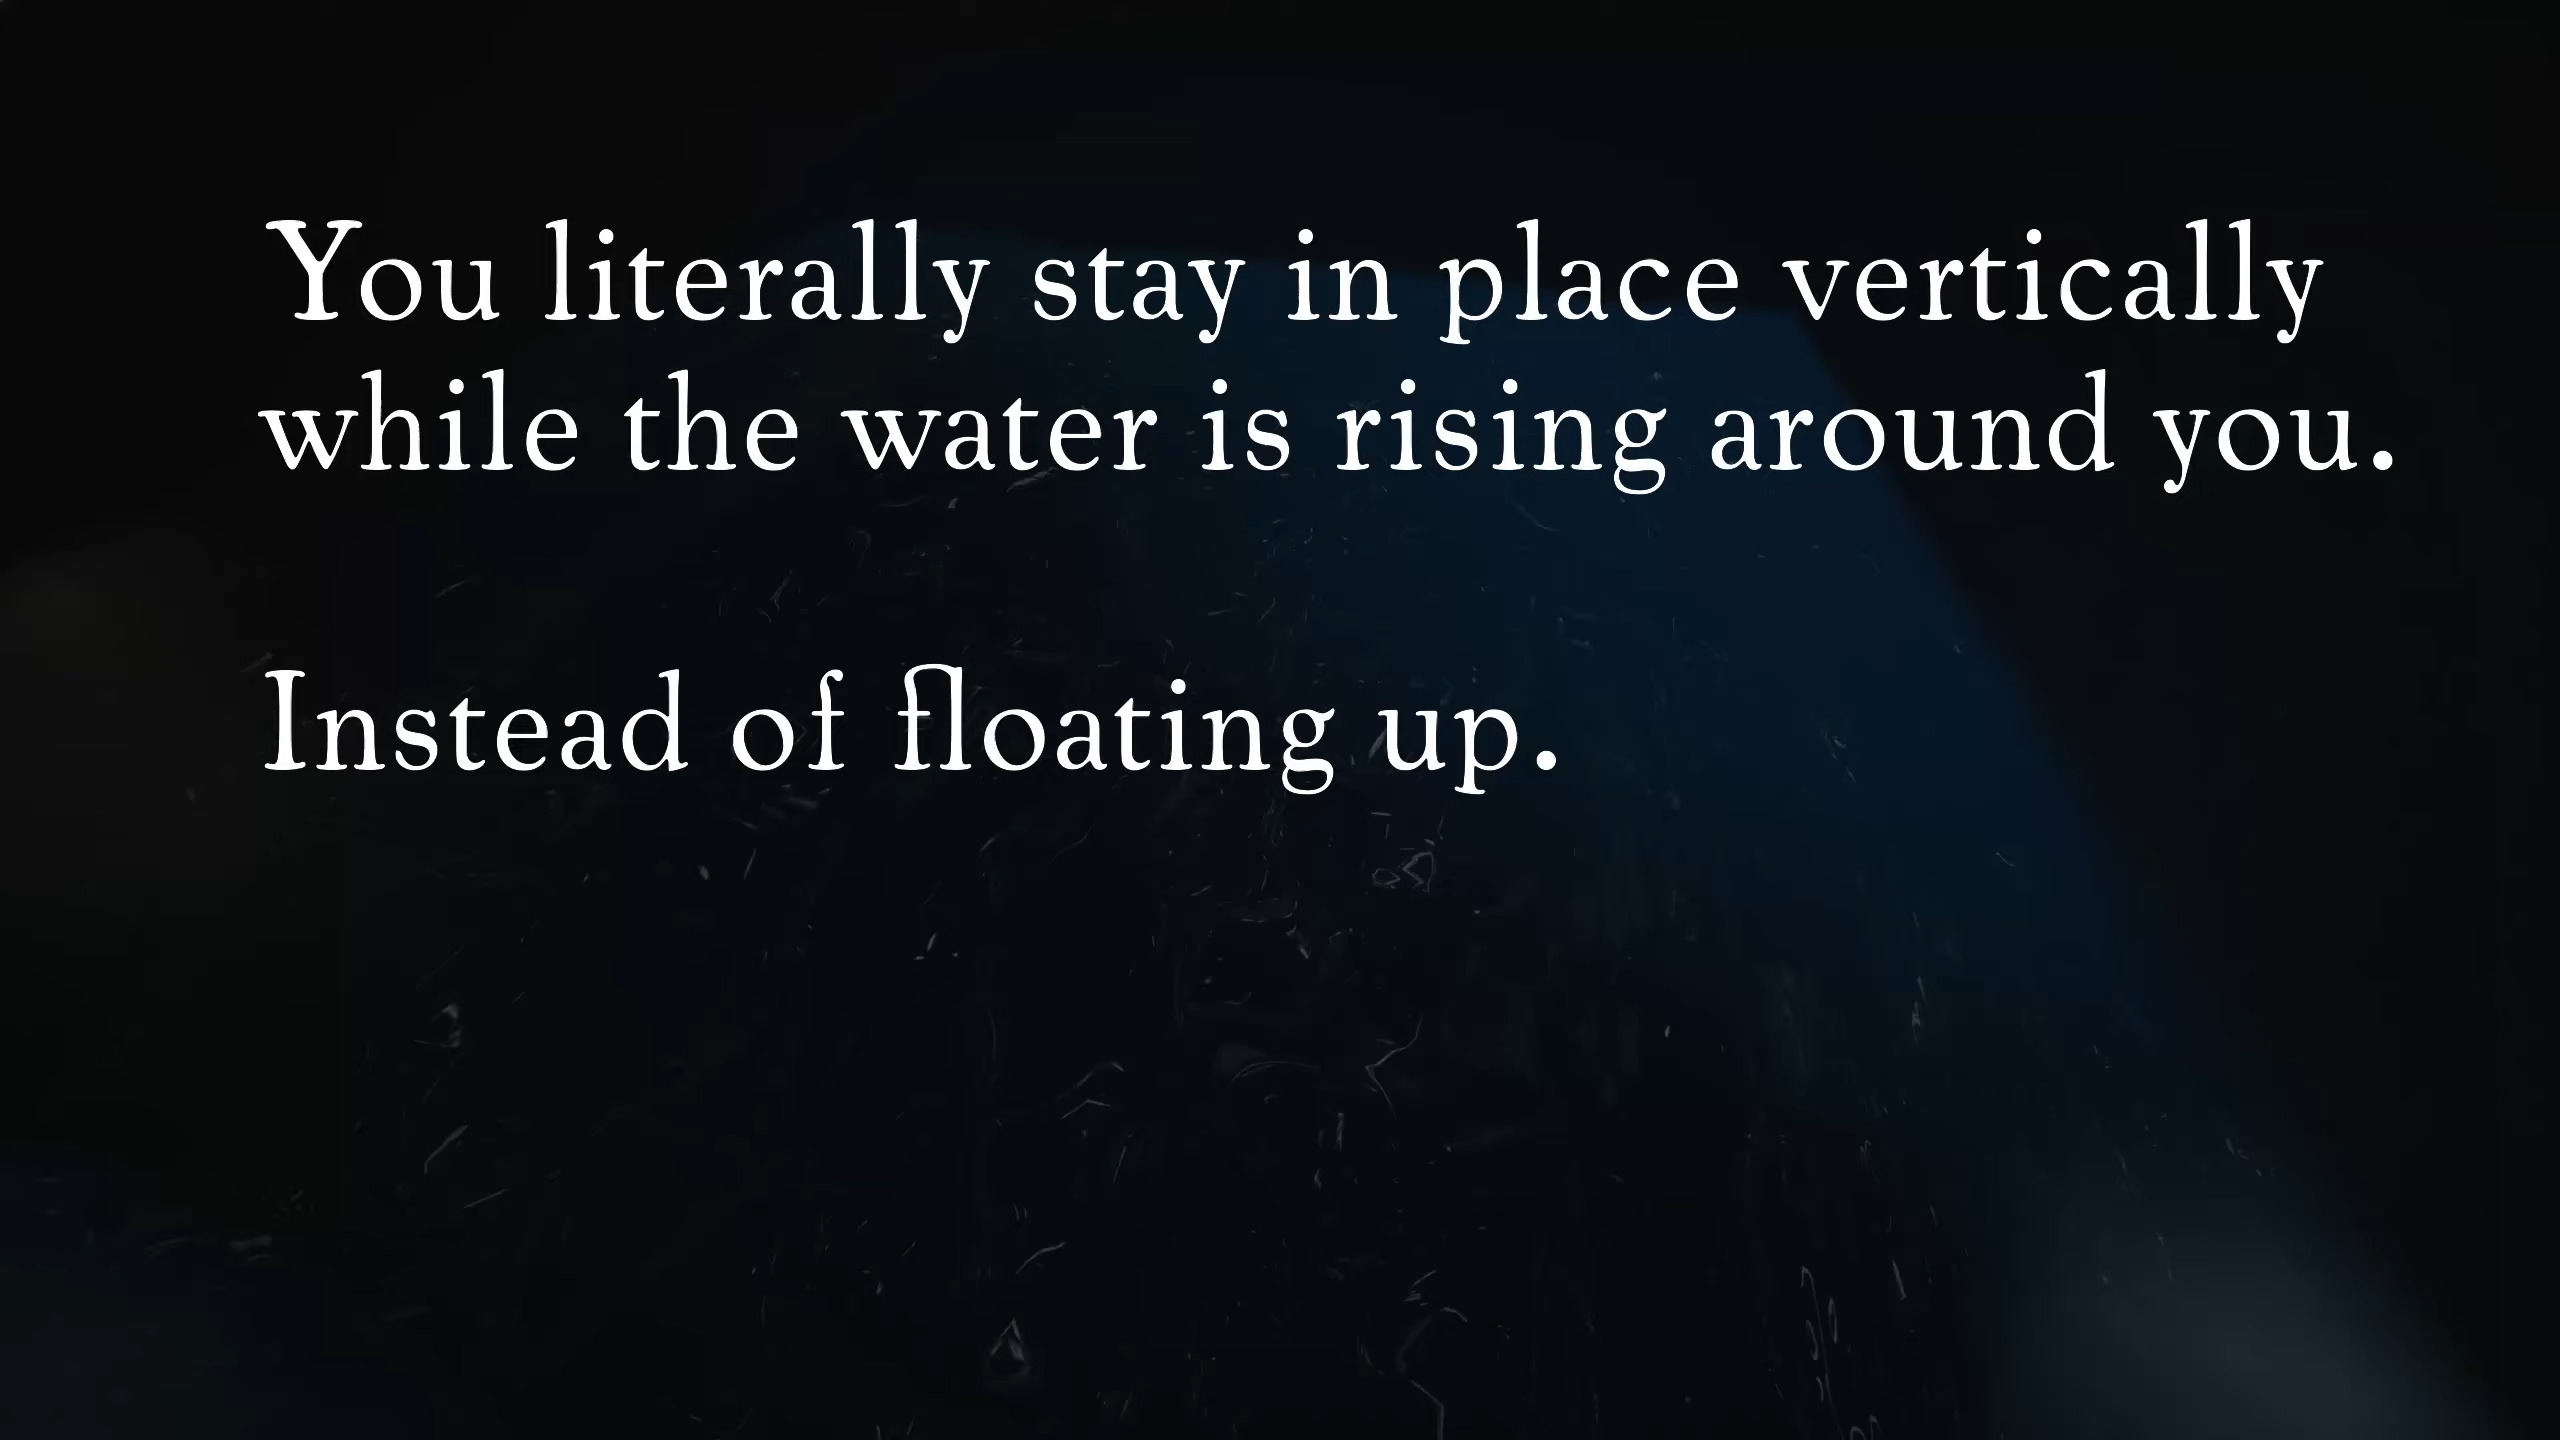 You literally stay in place vertically
while the water is rising around you.
Instead of floating up.